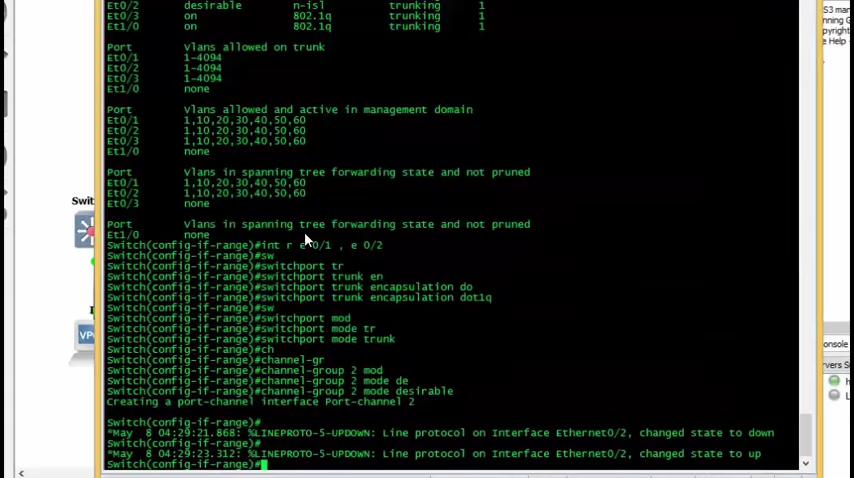 Et0/2 desirable n-isl trunking 1
Et0/3 on 802.1q trunking 1
Et1/0 on 802.1q trunking 1
Port Vlans allowed on trunk
Et0/1 1-4094
Et0/2 1-4094
Et0/3 1-4094
Et1/0 none
Port Vlans allowed and active in management domain
Et0/1 1,10,20,30,40,50,60
Et0/2 1,10,20,30,40,50,60
Et0/3 1,10,20,30,40,50,60
Et1/0 none
Port Vlans in spanning tree forwarding state and not pruned
Et0/1 1,10,20,30,40,50,60
Et0/2 1,10,20,30,40,50,60
Et0/3 none
Port Vlans in spanning tree forwarding state and not pruned
Et1/0 none
Switch(config-if-range)#int r e 0/1 , e 0/2
Switch(config-if-range)#sw
Switch(config-if-range)#switchport tr
Switch(config-if-range)#switchport trunk en
Switch(config-if-range)#switchport trunk encapsulation do
Switch(config-if-range)#switchport trunk encapsulation dot1q
Switch(config-if-range)#sw
Switch(config-if-range)#switchport mod
Switch(config-if-range)#switchport mode tr
Switch(config-if-range)#switchport mode trunk
Switch(config-if-range)#ch
Switch(config-if-range)#channel-gr
Switch(config-if-range)#channel-group 2 mod
Switch(config-if-range)#channel-group 2 mode de
Switch(config-if-range)#channel-group 2 mode desirable
Creating a port-channel interface Port-channel 2
Switch(config-if-range)#
*May 8 04:29:21.868: %LINEPROTO-5-UPDOWN: Line protocol on Interface Ethernet0/2, changed state to down
Switch(config-if-range)#
*May 8 04:29:23.312: %LINEPROTO-5-UPDOWN: Line protocol on Interface Ethernet0/2, changed state to up
Switch(config-if-range)#
Swit
VP
S3 man
nning G
pyright
e Help
onsole
rvers S
h
L